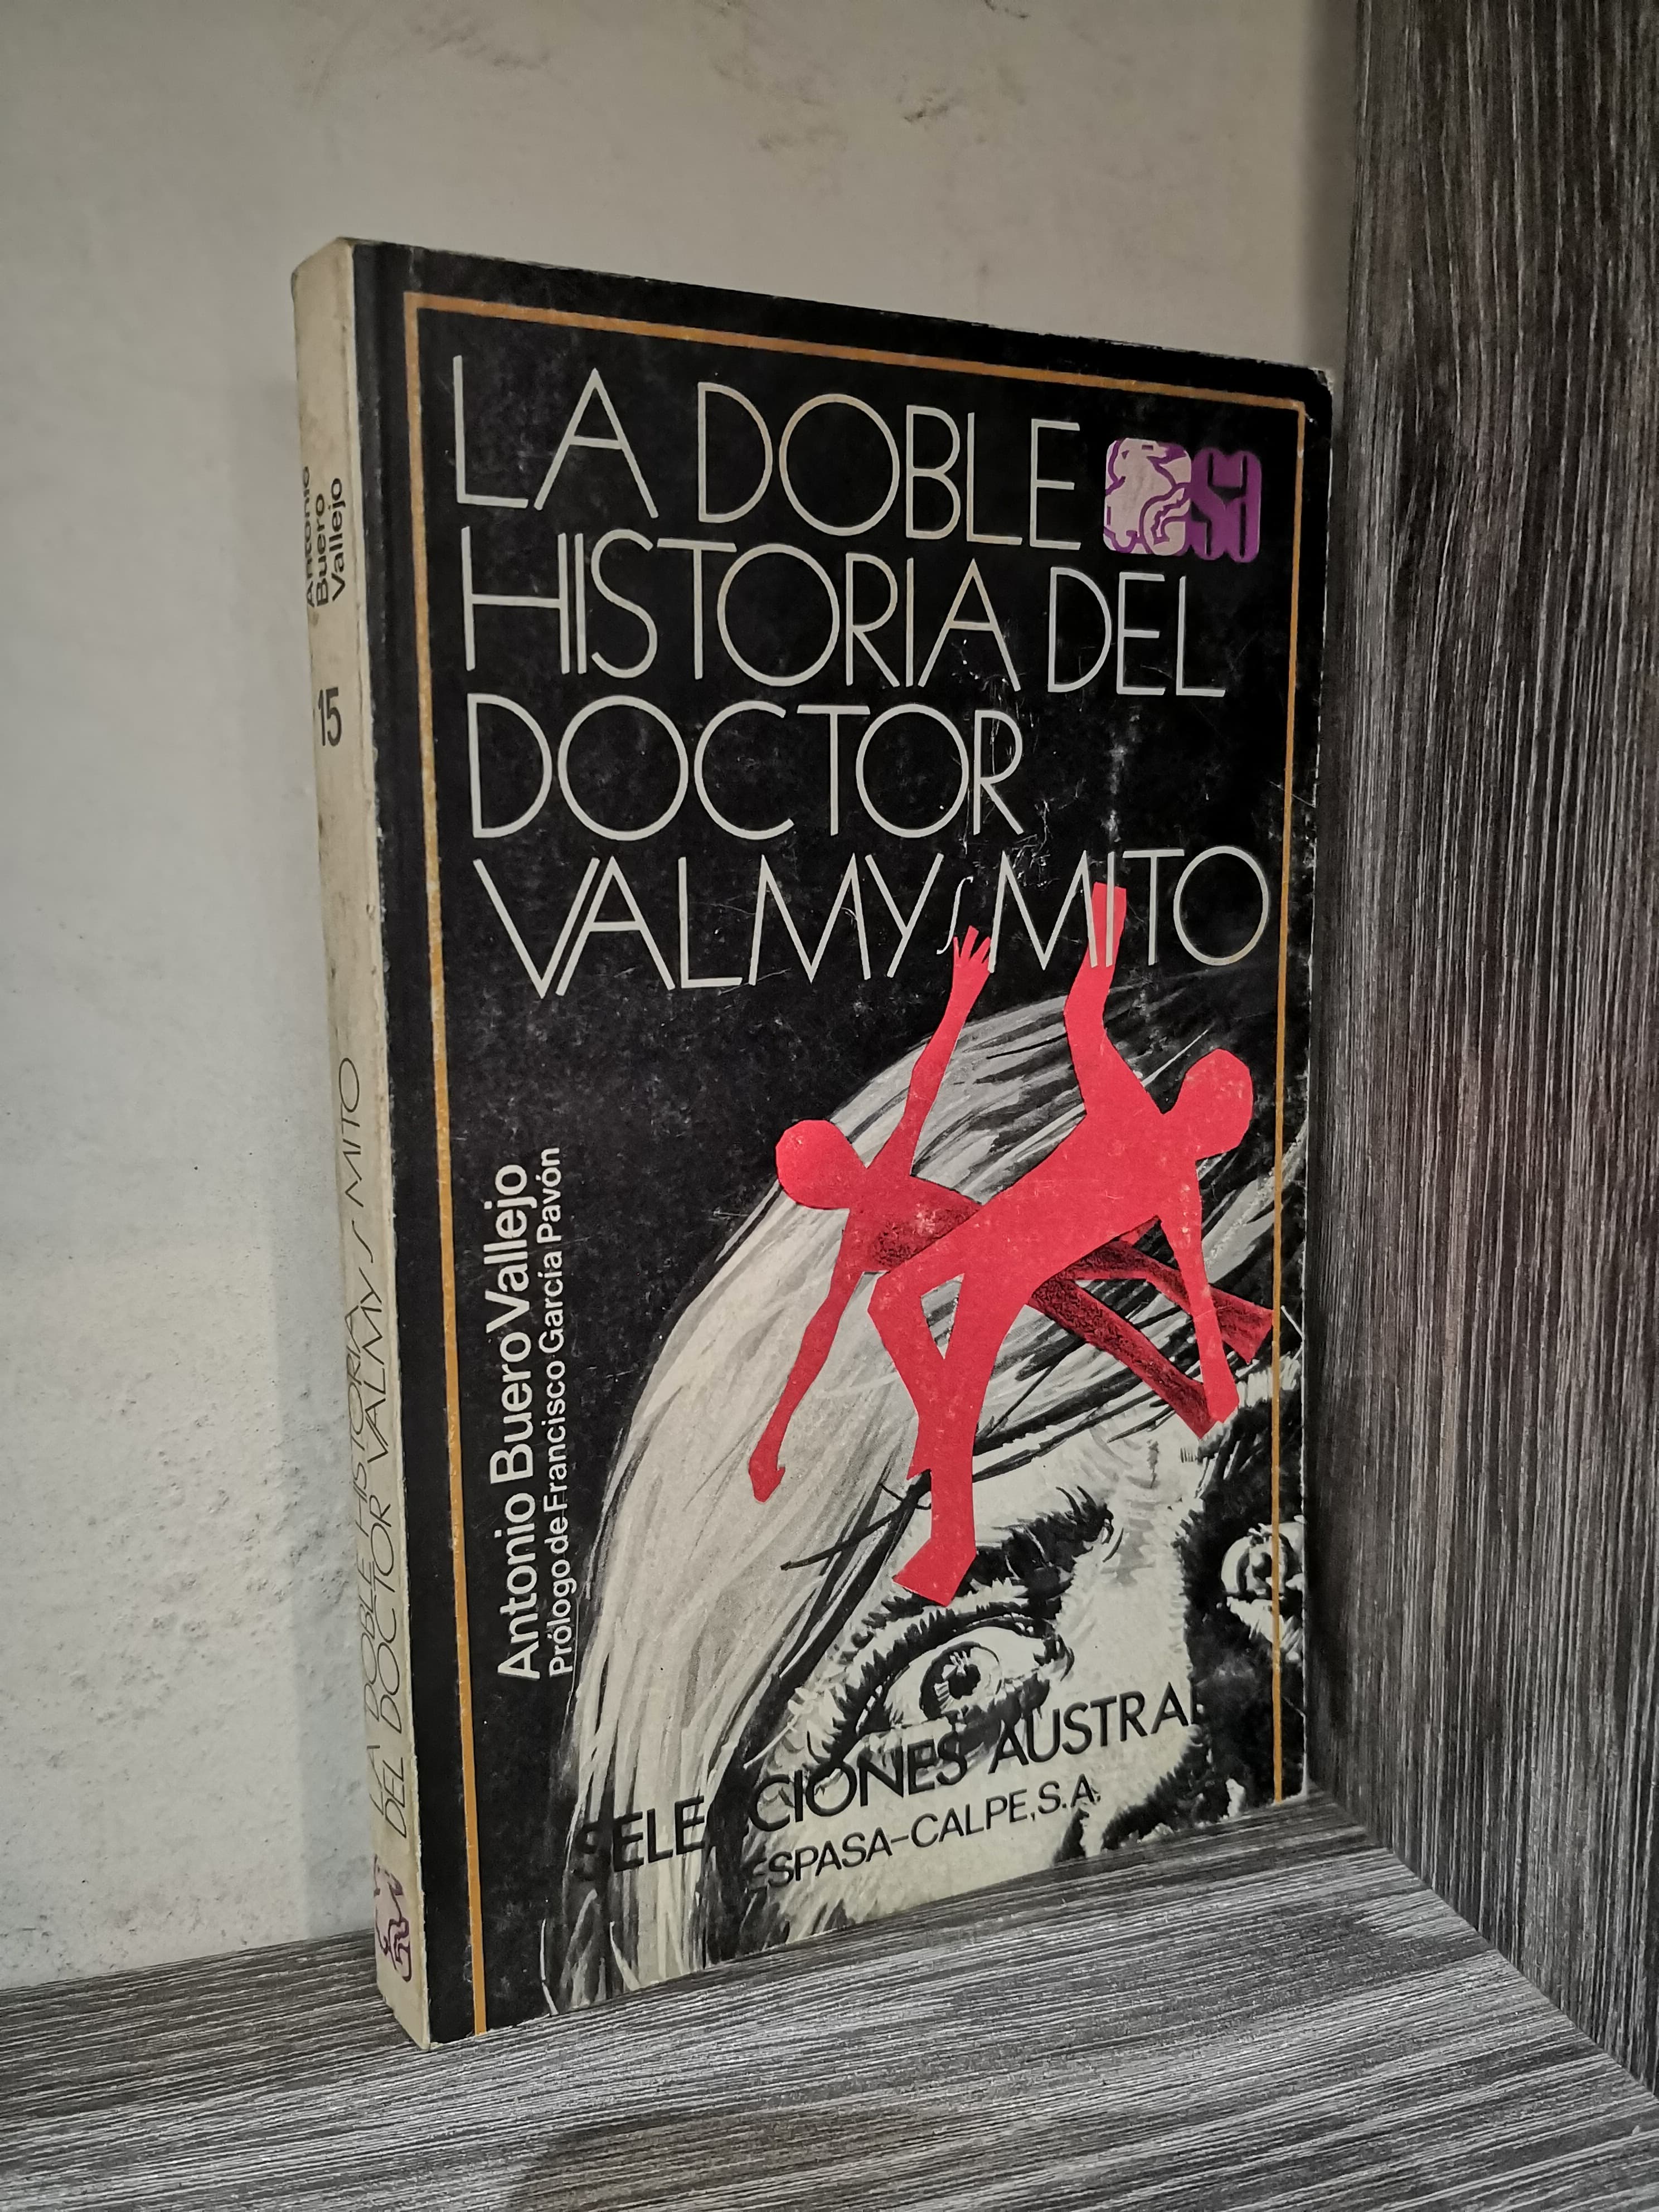 LA DOBLE
HISTORIA DEL
DOCTOR
VALMY ∫ MITO
sa
Antonio Buero Vallejo
Prólogo de Francisco García Pavón
SELECCIONES AUSTRAL
ESPASA-CALPE, S.A.
Antonio
Buero
Vallejo
15
LA DOBLE HISTORIA
DEL DOCTOR VALMY ∫ MITO